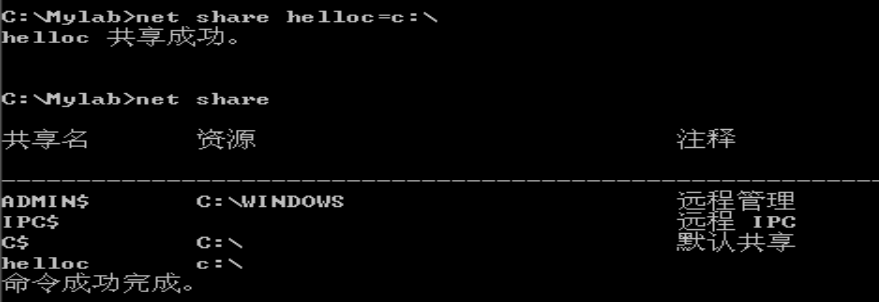 C:\Mylab>net share helloc=c:\
helloc 共享成功。
C:\Mylab>net share
共享名 资源 注释
-------------------------------------------------------------------------------
ADMIN$ C:\WINDOWS 远程管理
IPC$ 远程 IPC
C$ C:\ 默认共享
helloc c:\
命令成功完成。